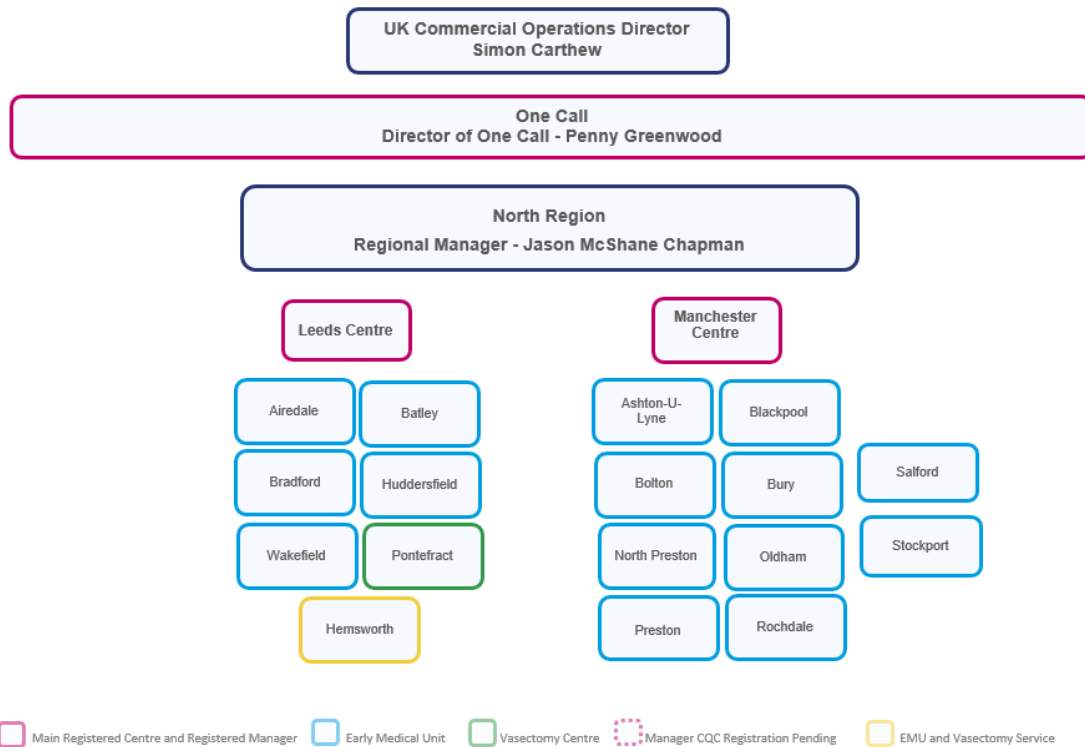 UK Commercial Operations Director
Simon Carthew
One Call
Director of One Call - Penny Greenwood
North Region
Regional Manager - Jason McShane Chapman
Leeds Centre
Manchester
Centre
Airedale
Batley
Bradford
Huddersfield
Wakefield
Pontefract
Hemsworth
Ashton-U-
Lyne
Blackpool
Bolton
Bury
Salford
North Preston
Oldham
Stockport
Preston
Rochdale
Main Registered Centre and Registered Manager
Early Medical Unit
Vasectomy Centre
Manager CQC Registration Pending
EMU and Vasectomy Service